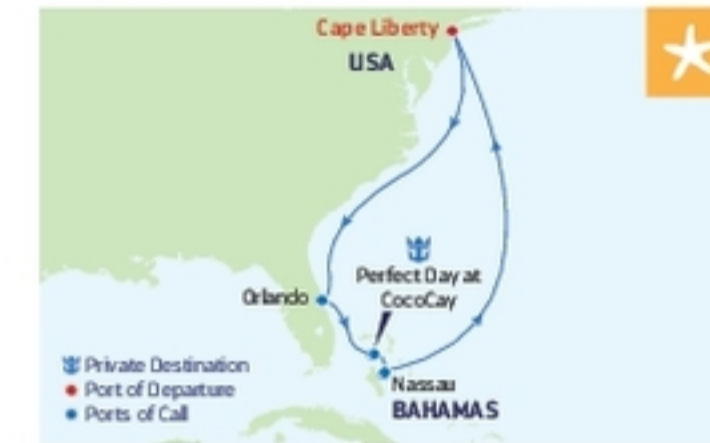 Cape Liberty
USA
Perfect Day at
CocoCay
Orlando
Nassau
BAHAMAS
Private Destination
Port of Departure
Ports of Call